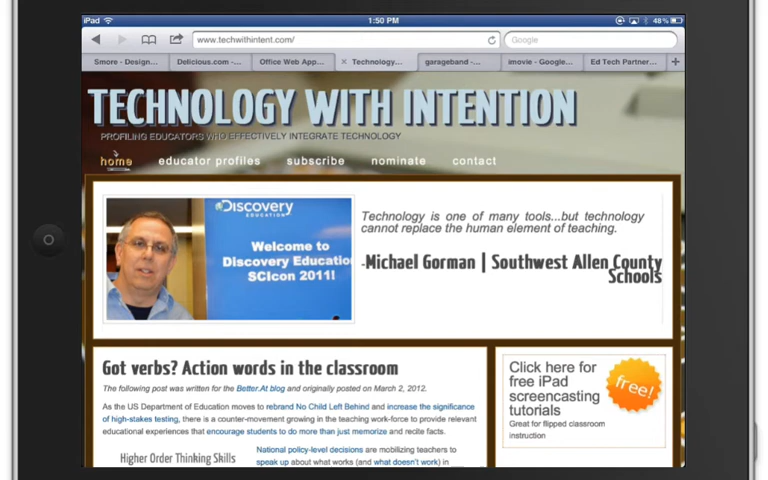 iPad 1:50 PM 48%
www.techwithintent.com/ Google
Smore - Design... Delicious.com -... Office Web App... × Technology... garageband -... imovie - Google... Ed Tech Partner... +
TECHNOLOGY WITH INTENTION
PROFILING EDUCATORS WHO EFFECTIVELY INTEGRATE TECHNOLOGY
home educator profiles subscribe nominate contact
Discovery
EDUCATION
Welcome to
Discovery Education
SCIcon 2011!
Technology is one of many tools...but technology
cannot replace the human element of teaching.
-Michael Gorman | Southwest Allen County
Schools
Got verbs? Action words in the classroom
The following post was written for the Better.At blog and originally posted on March 2, 2012.
As the US Department of Education moves to rebrand No Child Left Behind and increase the significance
of high-stakes testing, there is a counter-movement growing in the teaching work-force to provide relevant
educational experiences that encourage students to do more than just memorize and recite facts.
Higher Order Thinking Skills
National policy-level decisions are mobilizing teachers to
speak up about what works (and what doesn't work) in
Click here for
free iPad
screencasting
tutorials
Great for flipped classroom
instruction
free!